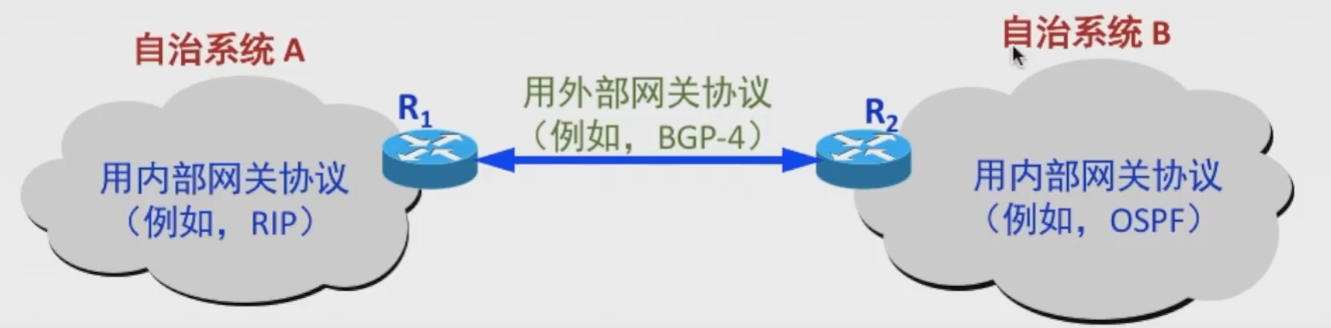 自治系统 A
自治系统 B
R1
用外部网关协议
（例如，BGP-4）
R2
用内部网关协议
（例如，RIP）
用内部网关协议
（例如，OSPF）